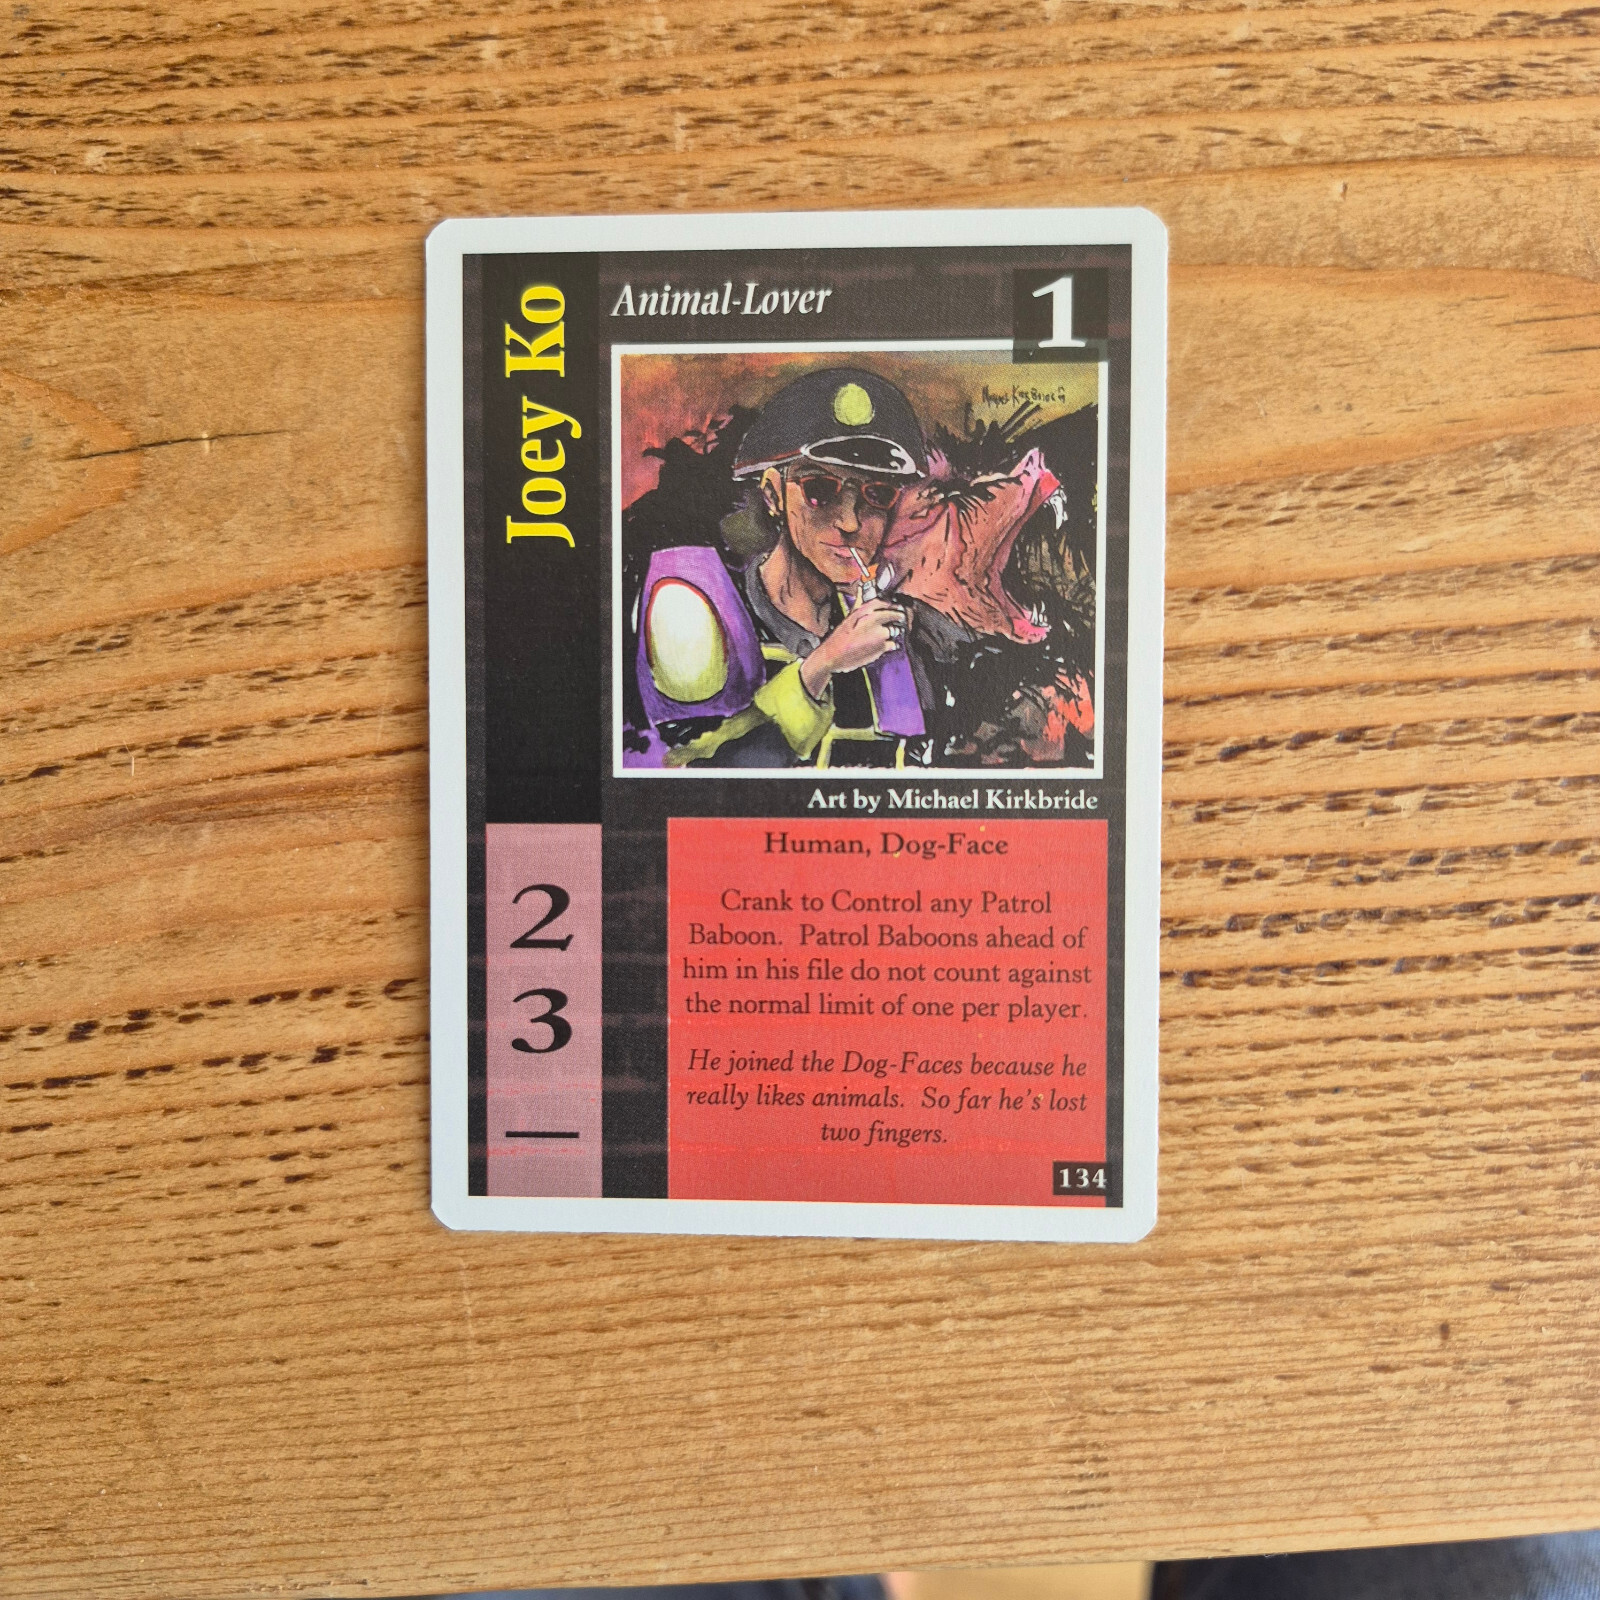 Joey Ko
Animal-Lover
1
Art by Michael Kirkbride
Human, Dog-Face
Crank to Control any Patrol
Baboon. Patrol Baboons ahead of
him in his file do not count against
the normal limit of one per player.
He joined the Dog-Faces because he
really likes animals. So far he's lost
two fingers.
2
3
—
134